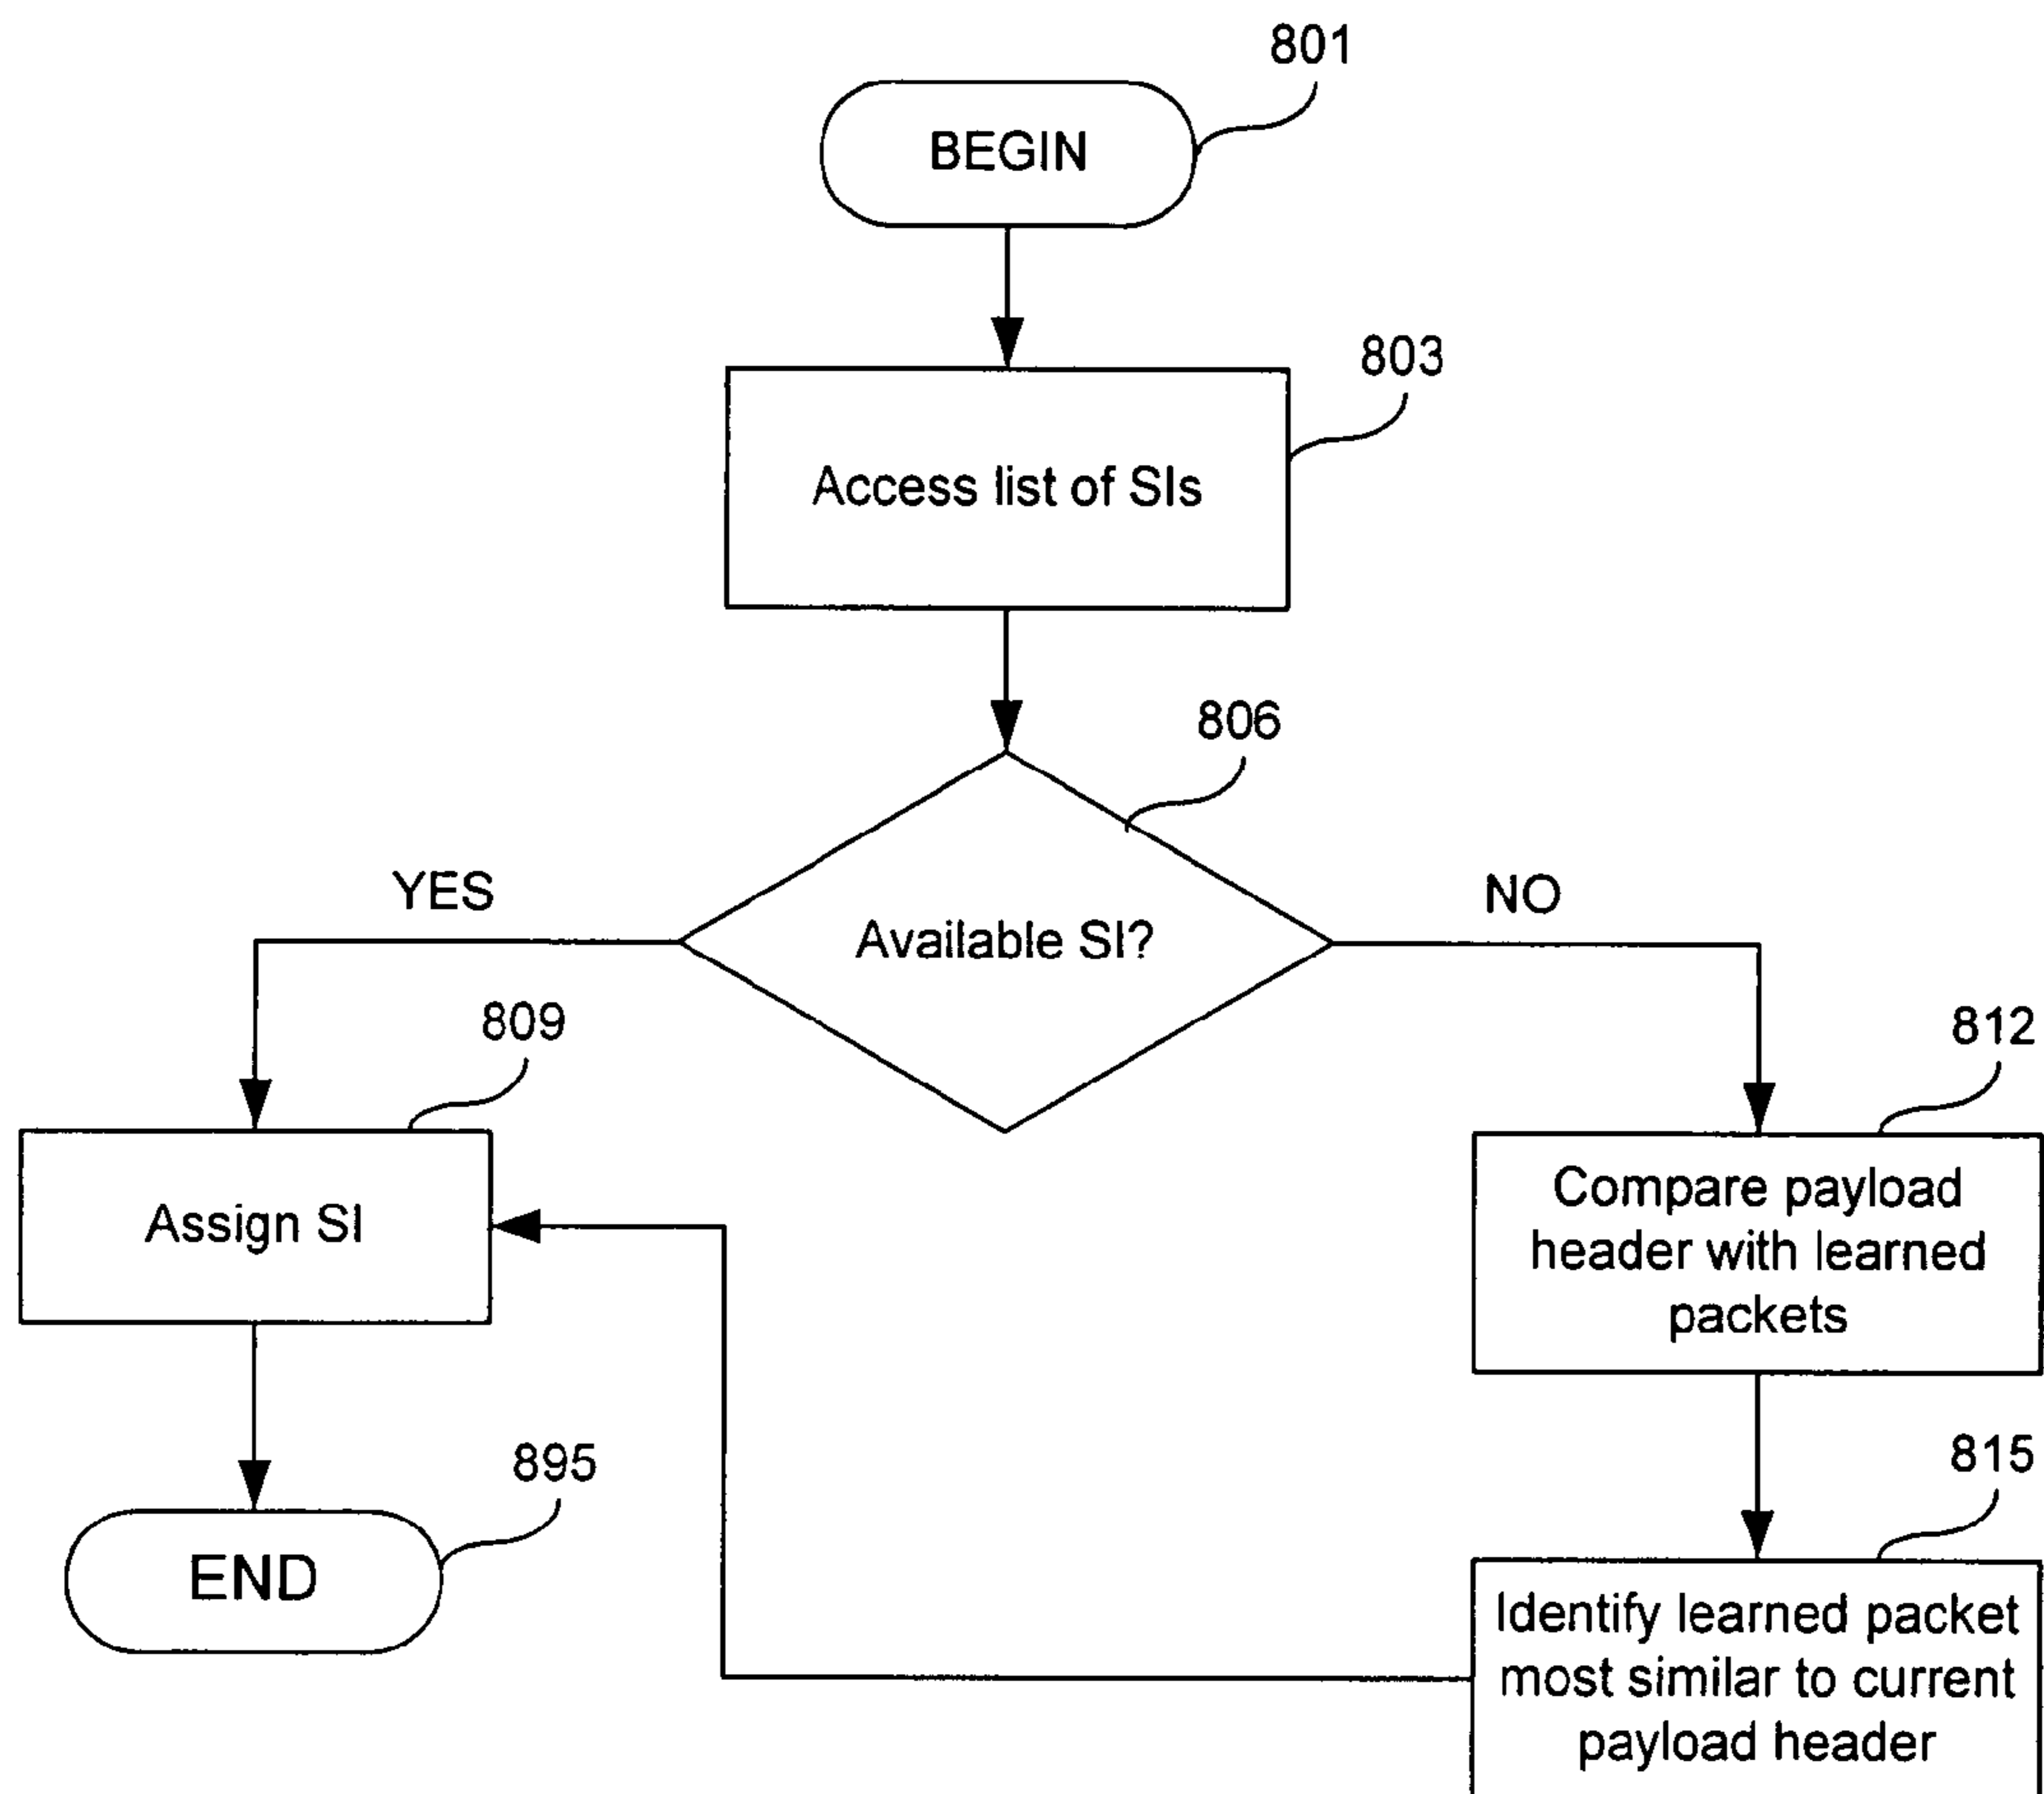 801
BEGIN
803
Access list of SIs
806
YES
Available SI?
NO
809
812
Assign SI
Compare payload
header with learned
packets
895
END
815
Identify learned packet
most similar to current
payload header